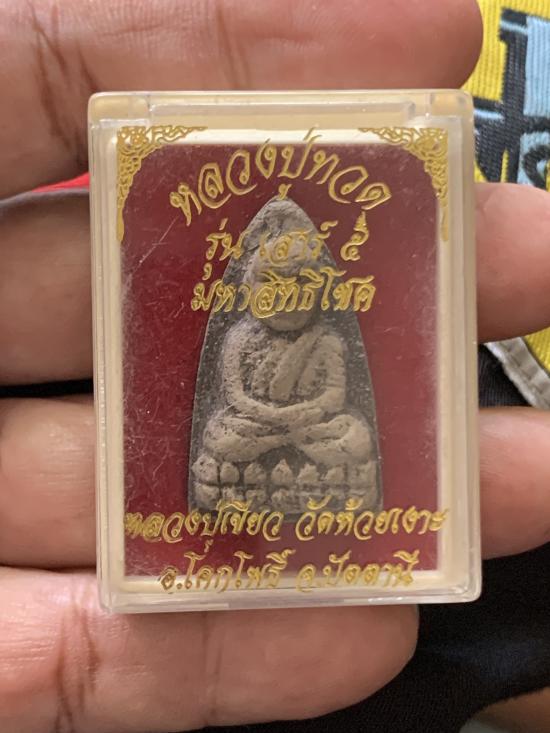 หลวงปู่ทวด
รุ่น เสาร์ ๕
มหาสิทธิโชค
หลวงปู่เขียว วัดห้วยเงาะ
อ.โคกโพธิ์ จ.ปัตตานี